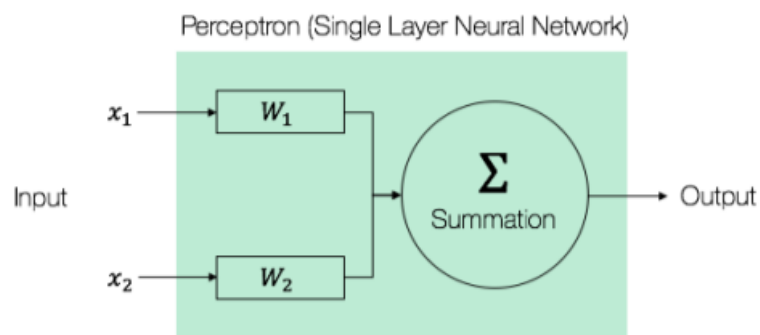 Perceptron (Single Layer Neural Network)
x₁
W₁
Input
Σ
Summation
Output
x₂
W₂